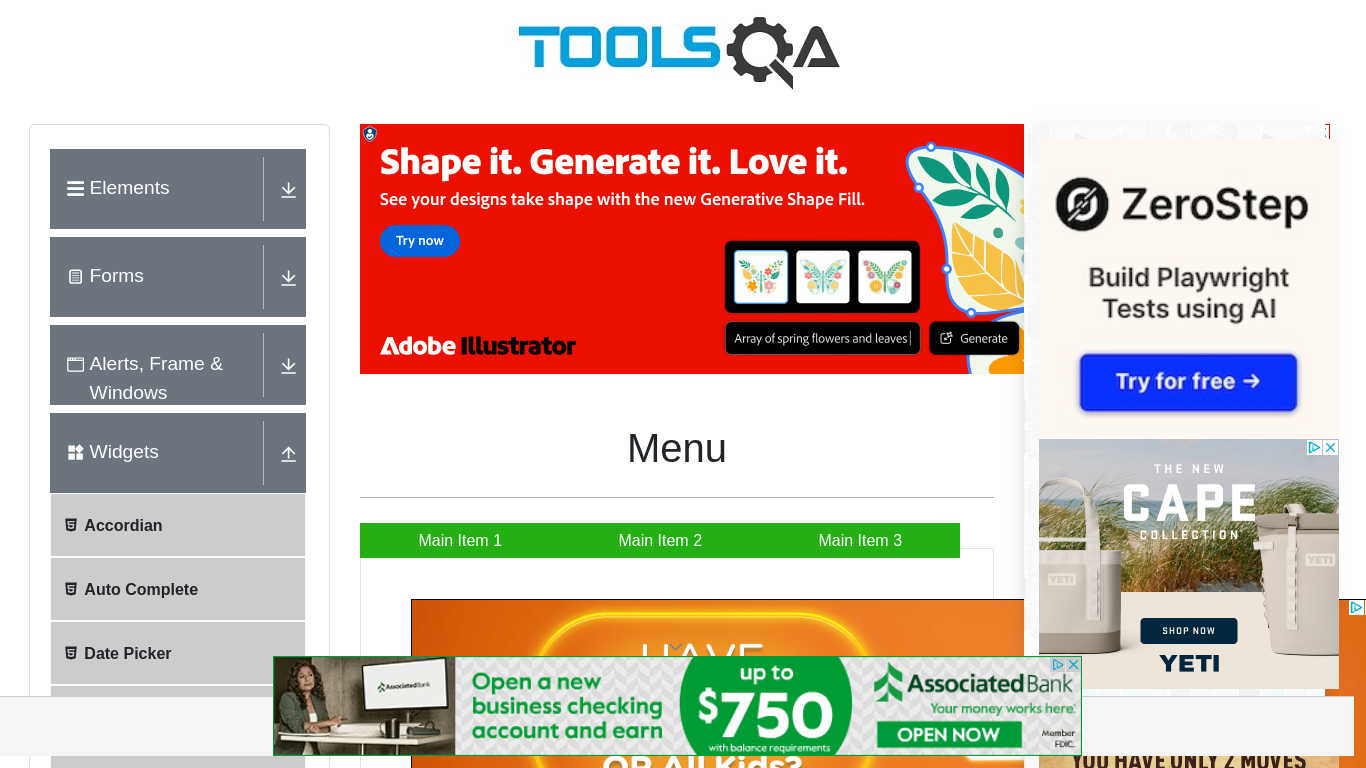 TOOLSQA
Elements
Forms
Alerts, Frame &
Windows
Widgets
Accordian
Auto Complete
Date Picker
Shape it. Generate it. Love it.
See your designs take shape with the new Generative Shape Fill.
Try now
Array of spring flowers and leaves
Generate
Adobe Illustrator
Menu
Main Item 1
Main Item 2
Main Item 3
ZeroStep
Build Playwright
Tests using AI
Try for free →
THE NEW
CAPE
COLLECTION
YETI
YETI
SHOP NOW
YETI
HAVE
AssociatedBank
Open a new
business checking
account and earn
up to
$750
with balance requirements
AssociatedBank
Your money works here.
OPEN NOW
Member
FDIC.
OR All Kids?
YOU HAVE ONLY 2 MOVES